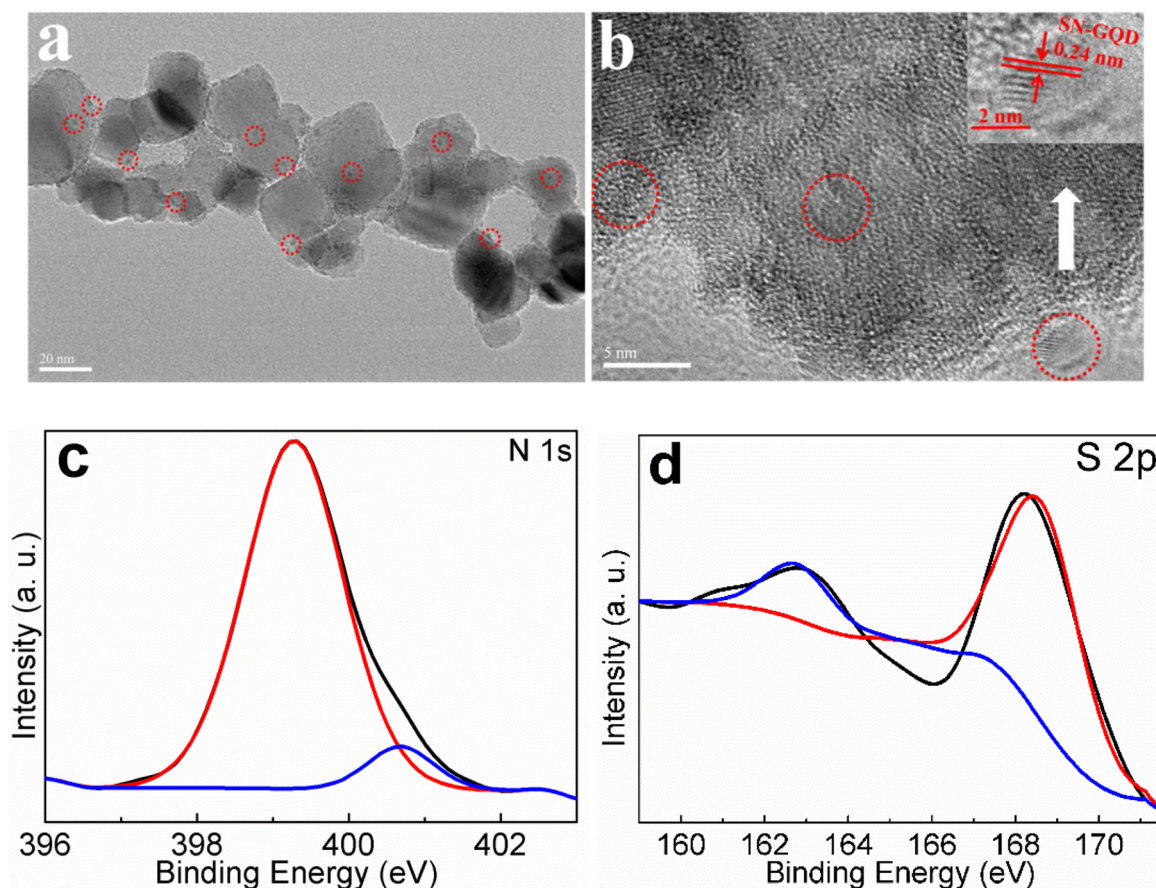 a
20 nm
b
SN-GQD
0.24 nm
2 nm
5 nm
c
N 1s
Intensity (a. u.)
396 398 400 402
Binding Energy (eV)
d
S 2p
Intensity (a. u.)
160 162 164 166 168 170
Binding Energy (eV)